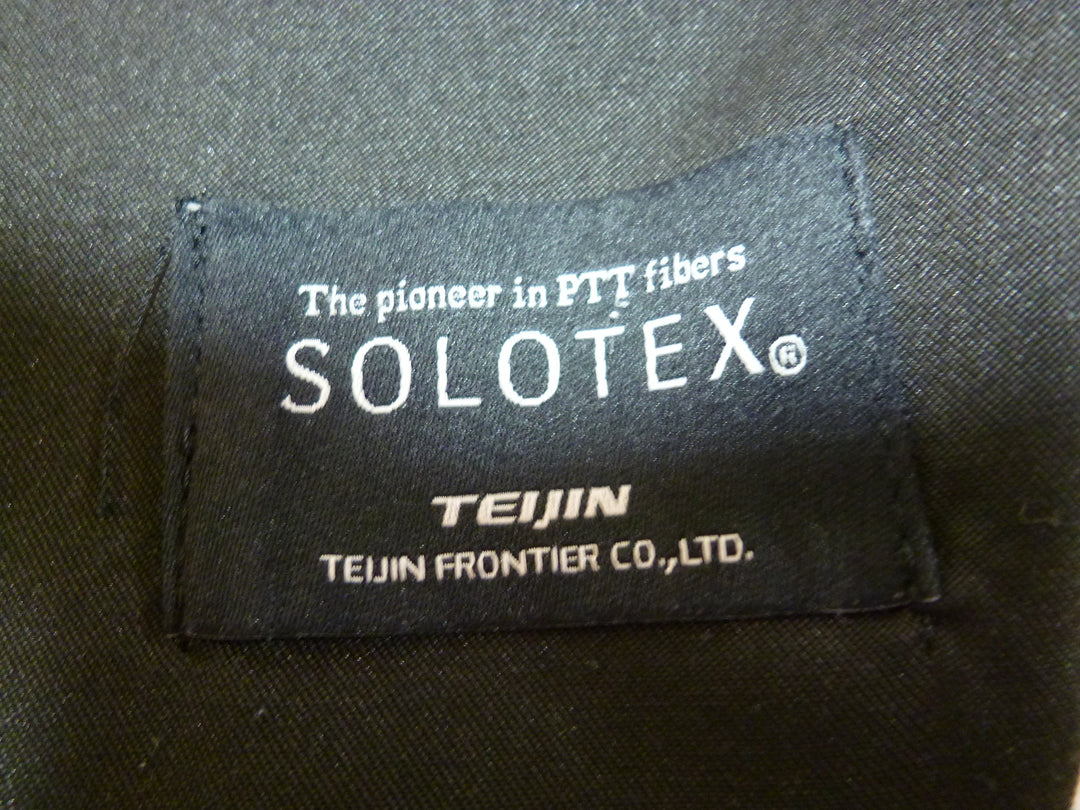 The pioneer in PTT fibers
SOLOTEX®
TEIJIN
TEIJIN FRONTIER CO.,LTD.